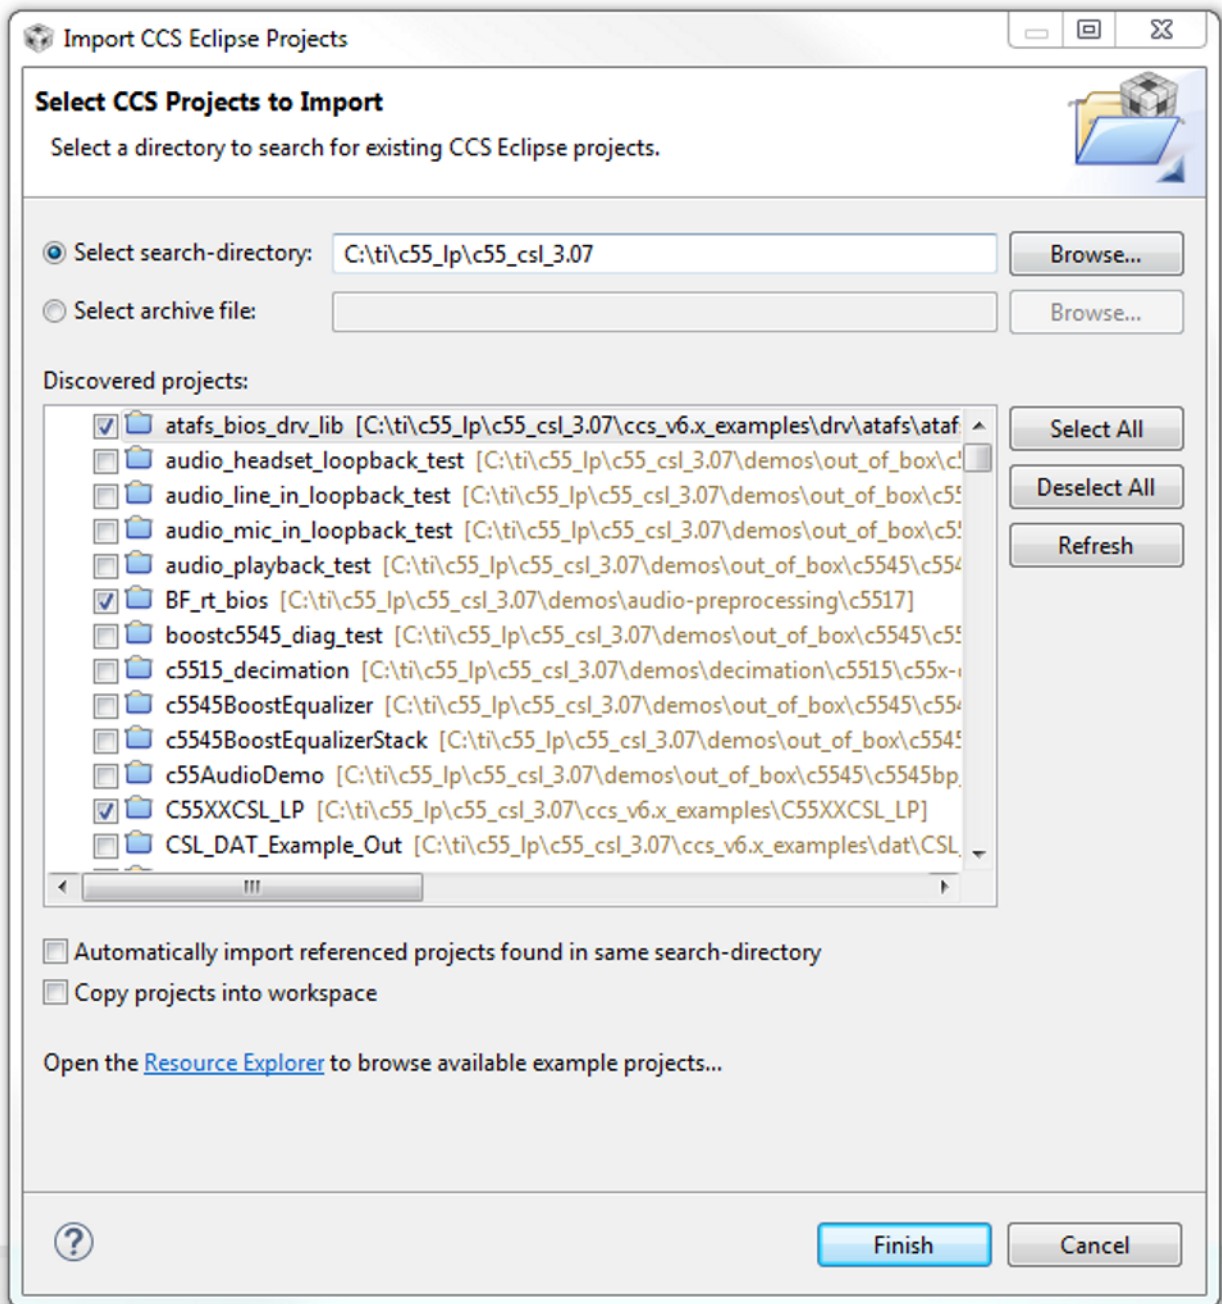 Import CCS Eclipse Projects
Select CCS Projects to Import
Select a directory to search for existing CCS Eclipse projects.
Select search-directory: C:\ti\c55_lp\c55_csl_3.07 Browse...
Select archive file: Browse...
Discovered projects:
atafs_bios_drv_lib [C:\ti\c55_lp\c55_csl_3.07\ccs_v6.x_examples\drv\atafs\ataf
audio_headset_loopback_test [C:\ti\c55_lp\c55_csl_3.07\demos\out_of_box\c
audio_line_in_loopback_test [C:\ti\c55_lp\c55_csl_3.07\demos\out_of_box\c55
audio_mic_in_loopback_test [C:\ti\c55_lp\c55_csl_3.07\demos\out_of_box\c5
audio_playback_test [C:\ti\c55_lp\c55_csl_3.07\demos\out_of_box\c5545\c554
BF_rt_bios [C:\ti\c55_lp\c55_csl_3.07\demos\audio-preprocessing\c5517]
boostc5545_diag_test [C:\ti\c55_lp\c55_csl_3.07\demos\out_of_box\c5545\c55
c5515_decimation [C:\ti\c55_lp\c55_csl_3.07\demos\decimation\c5515\c55x-
c5545BoostEqualizer [C:\ti\c55_lp\c55_csl_3.07\demos\out_of_box\c5545\c554
c5545BoostEqualizerStack [C:\ti\c55_lp\c55_csl_3.07\demos\out_of_box\c5545
c55AudioDemo [C:\ti\c55_lp\c55_csl_3.07\demos\out_of_box\c5545\c5545bp_
C55XXCSL_LP [C:\ti\c55_lp\c55_csl_3.07\ccs_v6.x_examples\C55XXCSL_LP]
CSL_DAT_Example_Out [C:\ti\c55_lp\c55_csl_3.07\ccs_v6.x_examples\dat\CSL_
Select All
Deselect All
Refresh
Automatically import referenced projects found in same search-directory
Copy projects into workspace
Open the Resource Explorer to browse available example projects...
? Finish Cancel